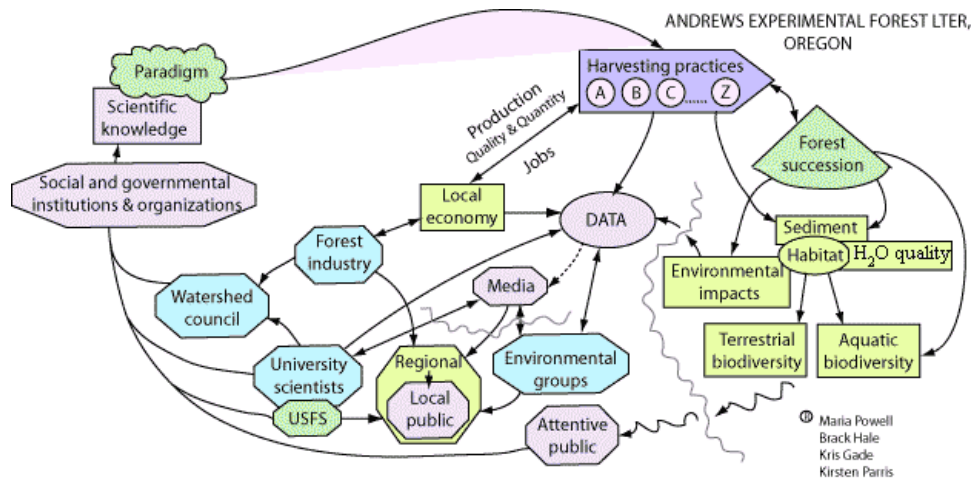 ANDREWS EXPERIMENTAL FOREST LTER,
OREGON
Paradigm
Scientific
knowledge
Harvesting practices
A B C...... Z
Production
Quality & Quantity
Jobs
Forest
succession
Social and governmental
institutions & organizations
Local
economy
DATA
Sediment
Habitat
H₂O quality
Forest
industry
Environmental
impacts
Watershed
council
Media
University
scientists
Regional
Local
public
Environmental
groups
Terrestrial
biodiversity
Aquatic
biodiversity
USFS
Attentive
public
® Maria Powell
Brack Hale
Kris Gade
Kirsten Parris